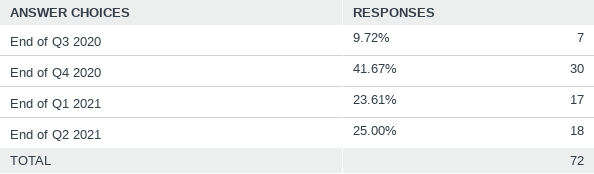 ANSWER CHOICES RESPONSES
End of Q3 2020 9.72% 7
End of Q4 2020 41.67% 30
End of Q1 2021 23.61% 17
End of Q2 2021 25.00% 18
TOTAL 72